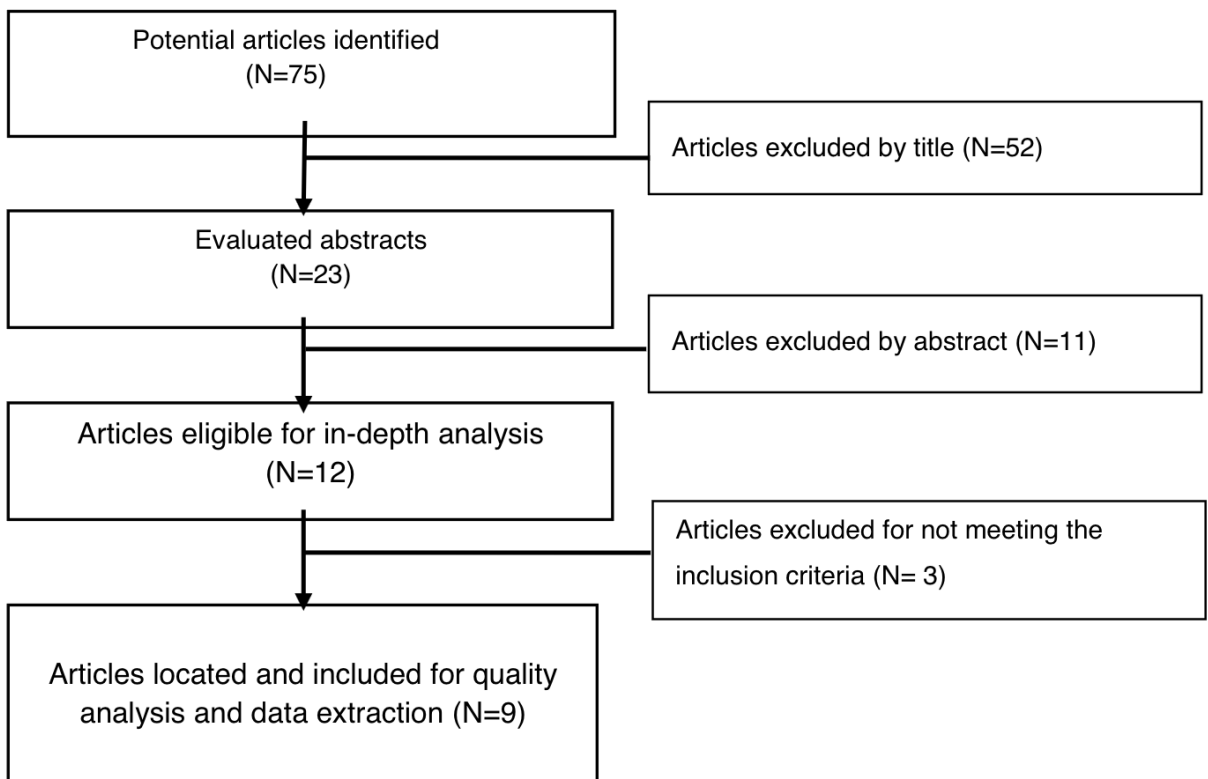 Potential articles identified
(N=75)
Articles excluded by title (N=52)
Evaluated abstracts
(N=23)
Articles excluded by abstract (N=11)
Articles eligible for in-depth analysis
(N=12)
Articles excluded for not meeting the
inclusion criteria (N= 3)
Articles located and included for quality
analysis and data extraction (N=9)